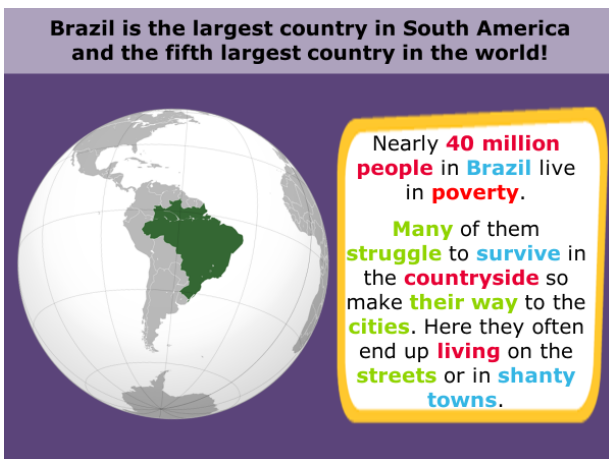 Brazil is the largest country in South America
and the fifth largest country in the world!
Nearly 40 million
people in Brazil live
in poverty.
Many of them
struggle to survive in
the countryside so
make their way to the
cities. Here they often
end up living on the
streets or in shanty
towns.